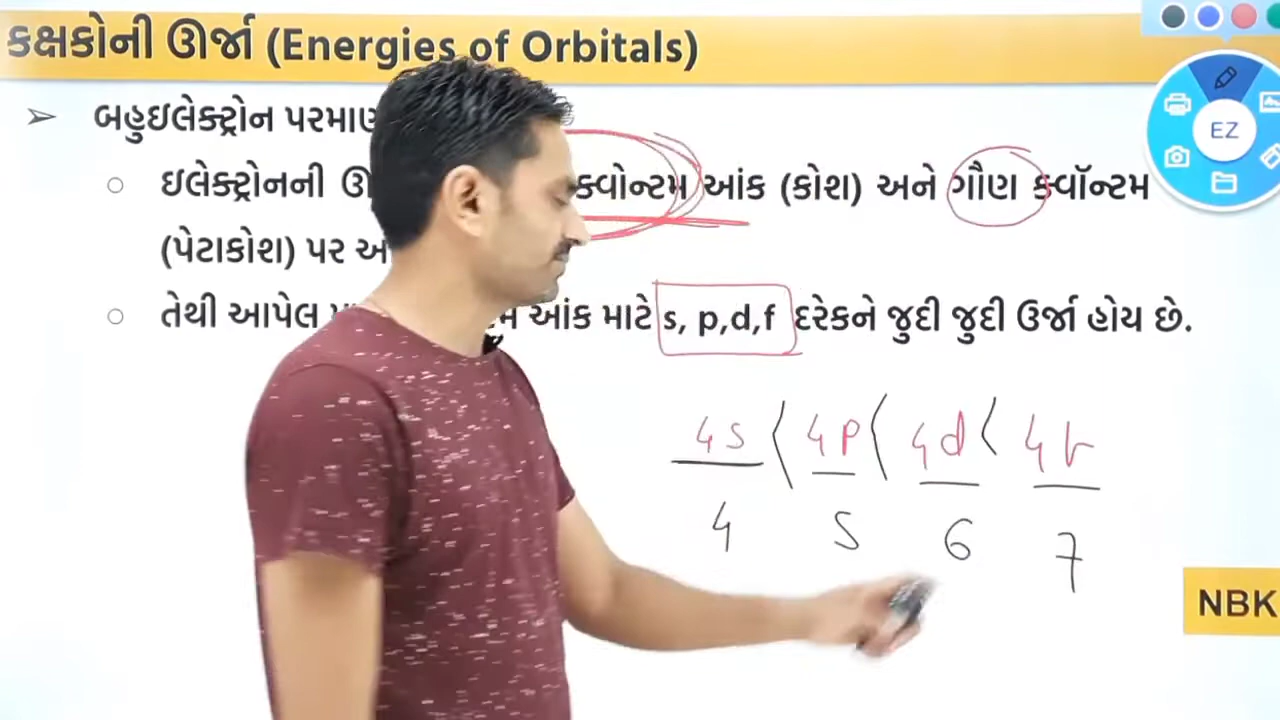 કક્ષકોની ઊર્જા (Energies of Orbitals)
EZ
➢ બહુઇલેક્ટ્રોન
○ ઇલેક્ટ્રોનની ક્વોન્ટમ આંક (કોશ) અને ગૌણ ક્વૉન્ટમ
(પેટાકોશ) પર
○ તેથી આપેલ આંક માટે s, p,d,f દરેકને જુદી જુદી ઉર્જા હોય છે.
4s < 4p < 4d < 4f
4 5 6 7
NBK